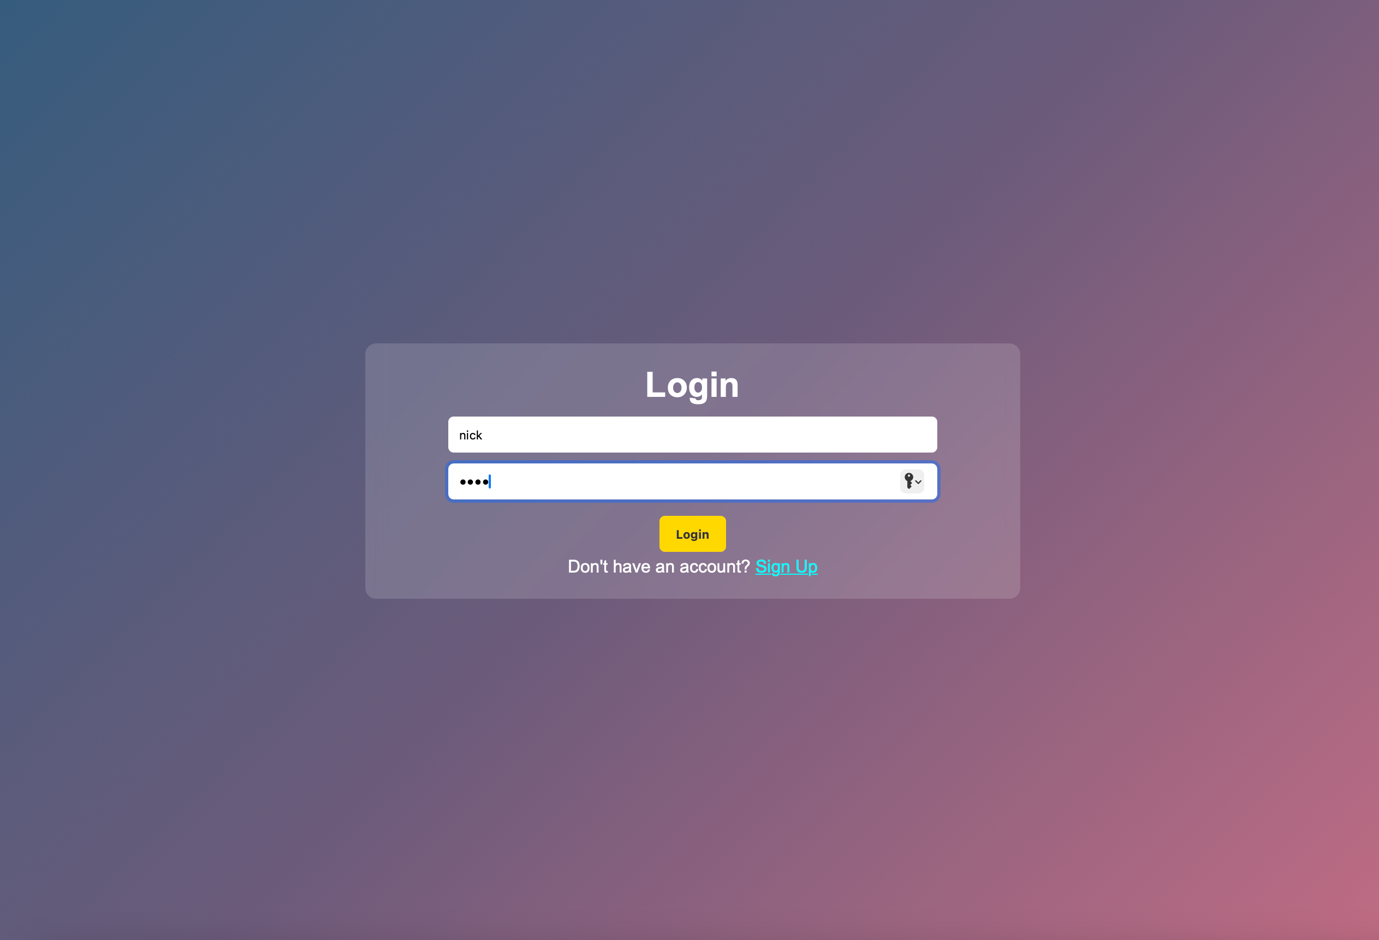 Login
nick
••••
Login
Don't have an account? Sign Up